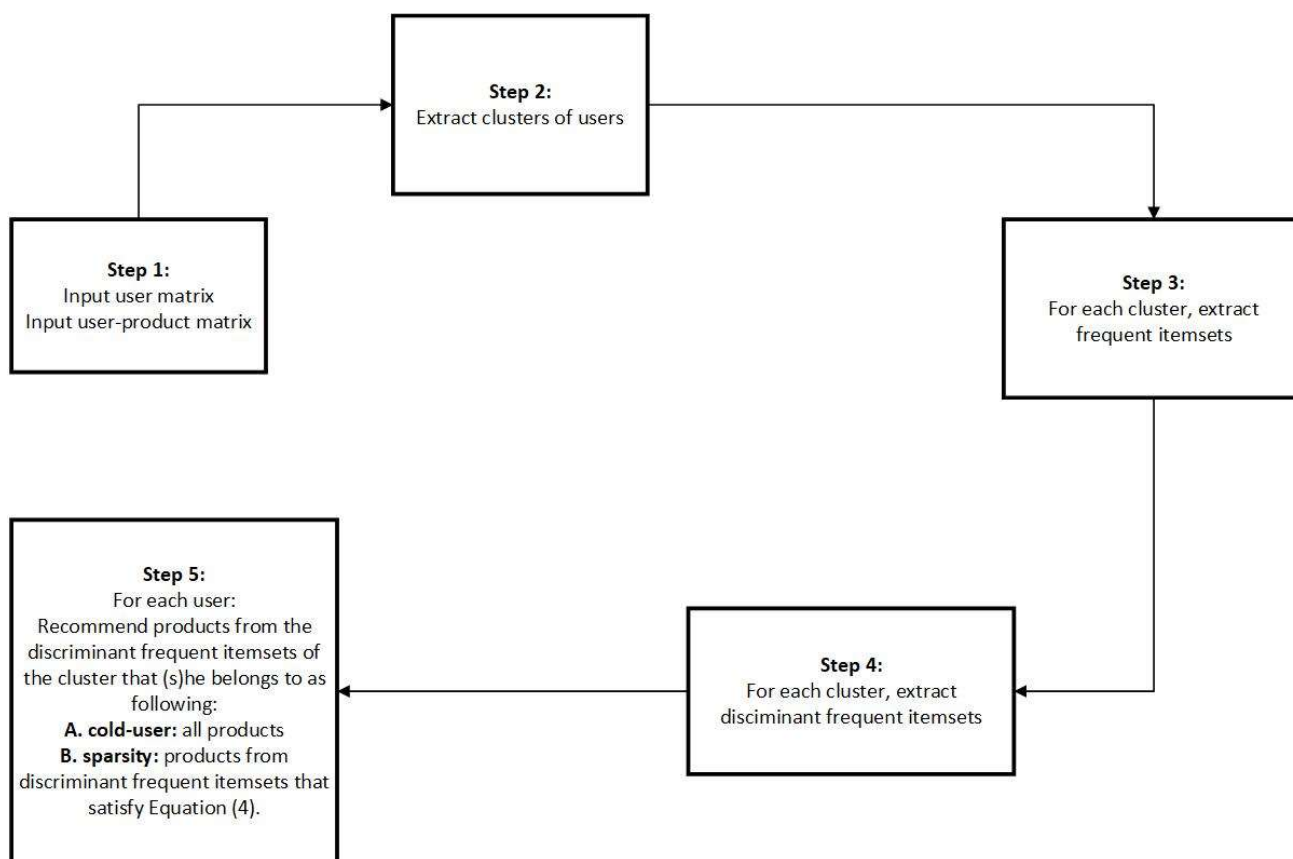 Step 1:
Input user matrix
Input user-product matrix
Step 2:
Extract clusters of users
Step 3:
For each cluster, extract
frequent itemsets
Step 4:
For each cluster, extract
disciminant frequent itemsets
Step 5:
For each user:
Recommend products from the
discriminant frequent itemsets of
the cluster that (s)he belongs to as
following:
A. cold-user: all products
B. sparsity: products from
discriminant frequent itemsets that
satisfy Equation (4).